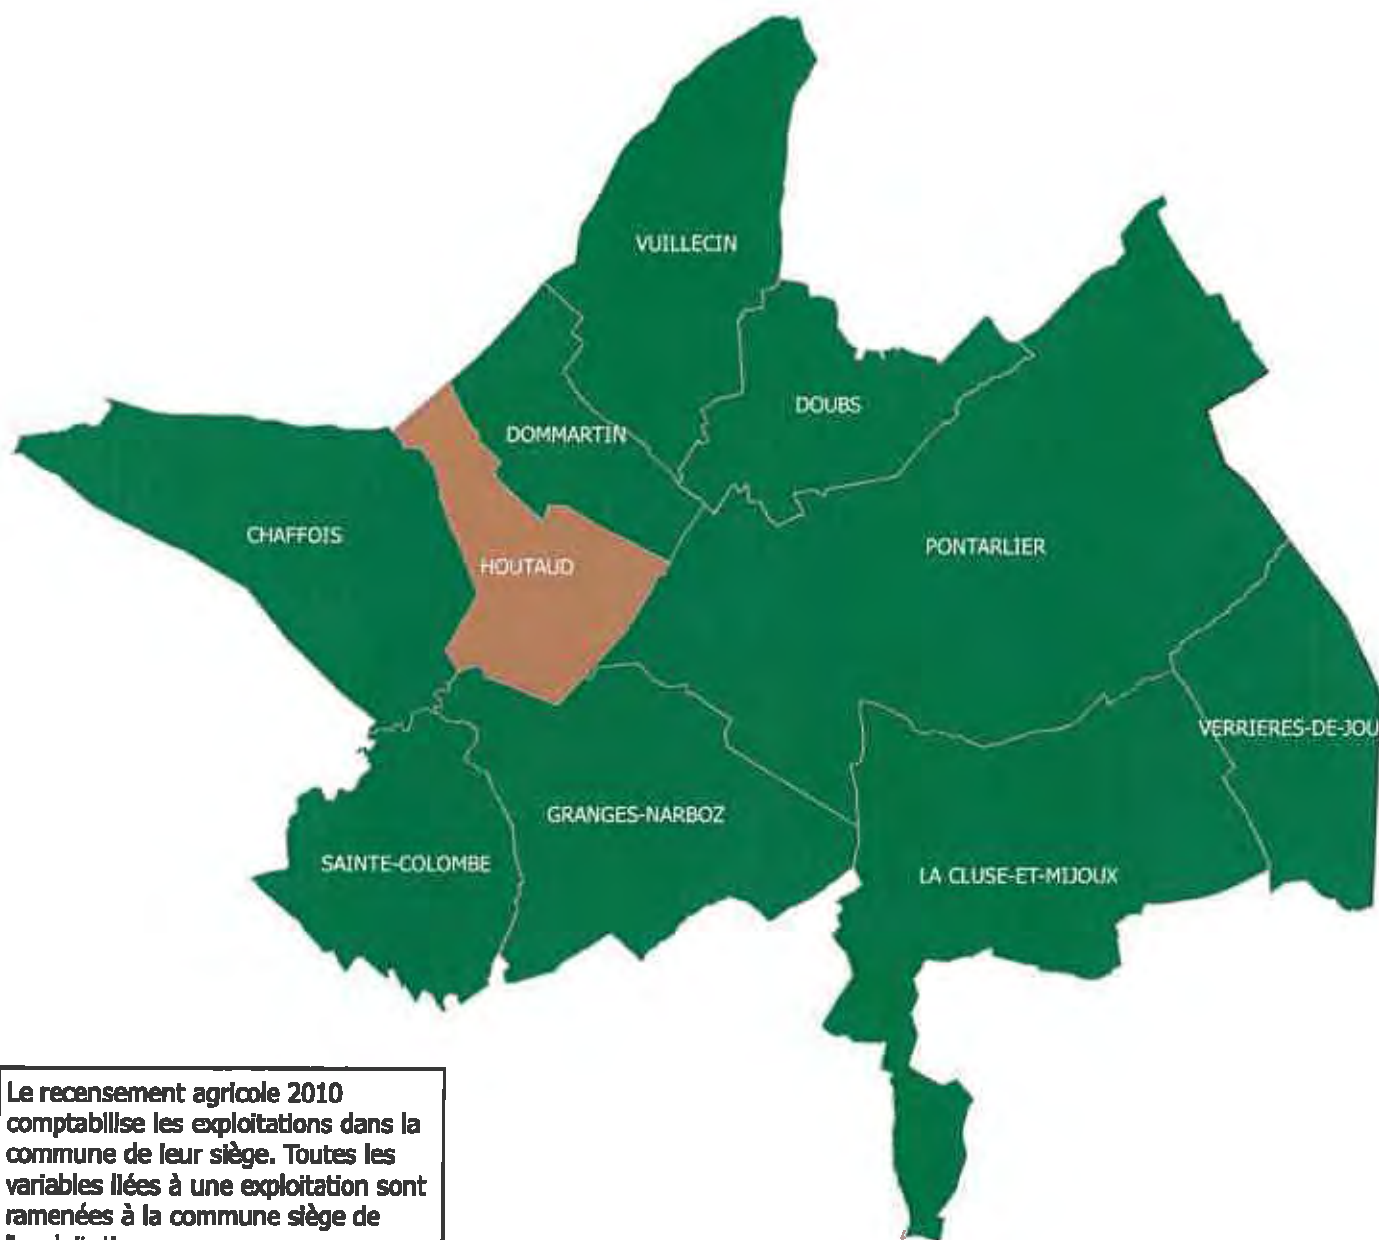 VUILLECIN
DOUBS
DOMMARTIN
CHAFFOIS
PONTARLIER
HOUTAUD
VERRIERES-DE-JOU
GRANGES-NARBOZ
SAINTE-COLOMBE
LA CLUSE-ET-MIJOUX
Le recensement agricole 2010
comptabilise les exploitations dans la
commune de leur siège. Toutes les
variables liées à une exploitation sont
ramenées à la commune siège de